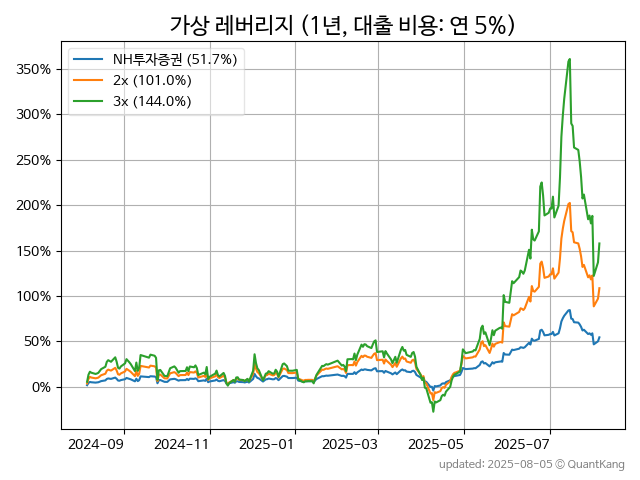 가상 레버리지 (1년, 대출 비용: 연 5%)
NH투자증권 (51.7%)
2x (101.0%)
3x (144.0%)
350%
300%
250%
200%
150%
100%
50%
0%
2024-09
2024-11
2025-01
2025-03
2025-05
2025-07
updated: 2025-08-05 © QuantKang